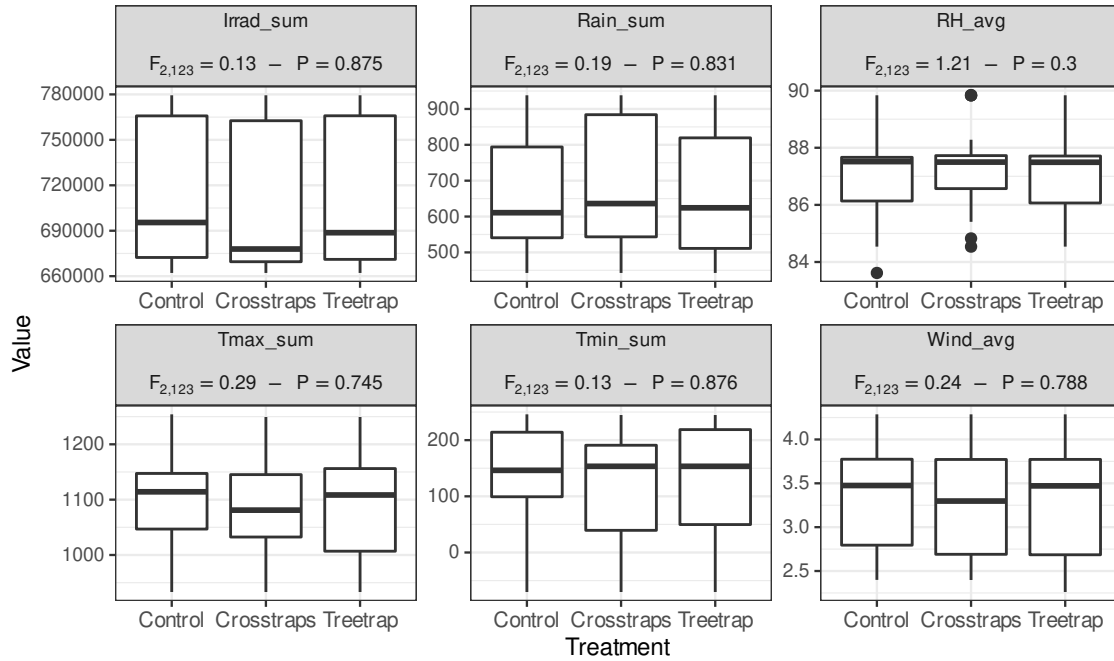 Irrad_sum
F2,123 = 0.13 − P = 0.875
Rain_sum
F2,123 = 0.19 − P = 0.831
RH_avg
F2,123 = 1.21 − P = 0.3
780000
750000
720000
690000
660000
900
800
700
600
500
90
88
86
84
Control Crosstraps Treetrap
Control Crosstraps Treetrap
Control Crosstraps Treetrap
Value
Tmax_sum
F2,123 = 0.29 − P = 0.745
Tmin_sum
F2,123 = 0.13 − P = 0.876
Wind_avg
F2,123 = 0.24 − P = 0.788
1200
1100
1000
200
100
0
4.0
3.5
3.0
2.5
Control Crosstraps Treetrap
Control Crosstraps Treetrap
Control Crosstraps Treetrap
Treatment